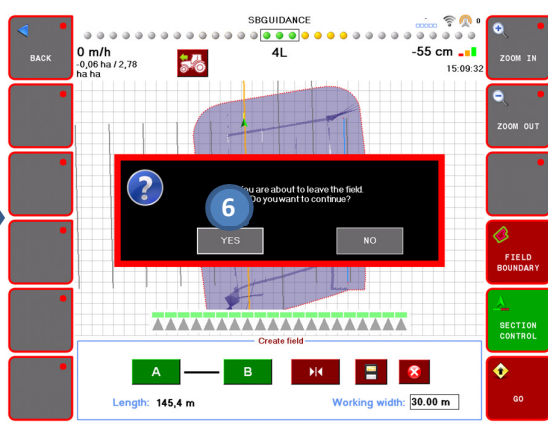 SBGUIDANCE
BACK
0 m/h
-0,06 ha / 2,78
ha ha
4L
-55 cm
0
15:09:32
ZOOM IN
ZOOM OUT
You are about to leave the field.
Do you want to continue?
6
YES
NO
FIELD
BOUNDARY
SECTION
CONTROL
GO
Create field
A
B
Length: 145,4 m
Working width: 30.00 m